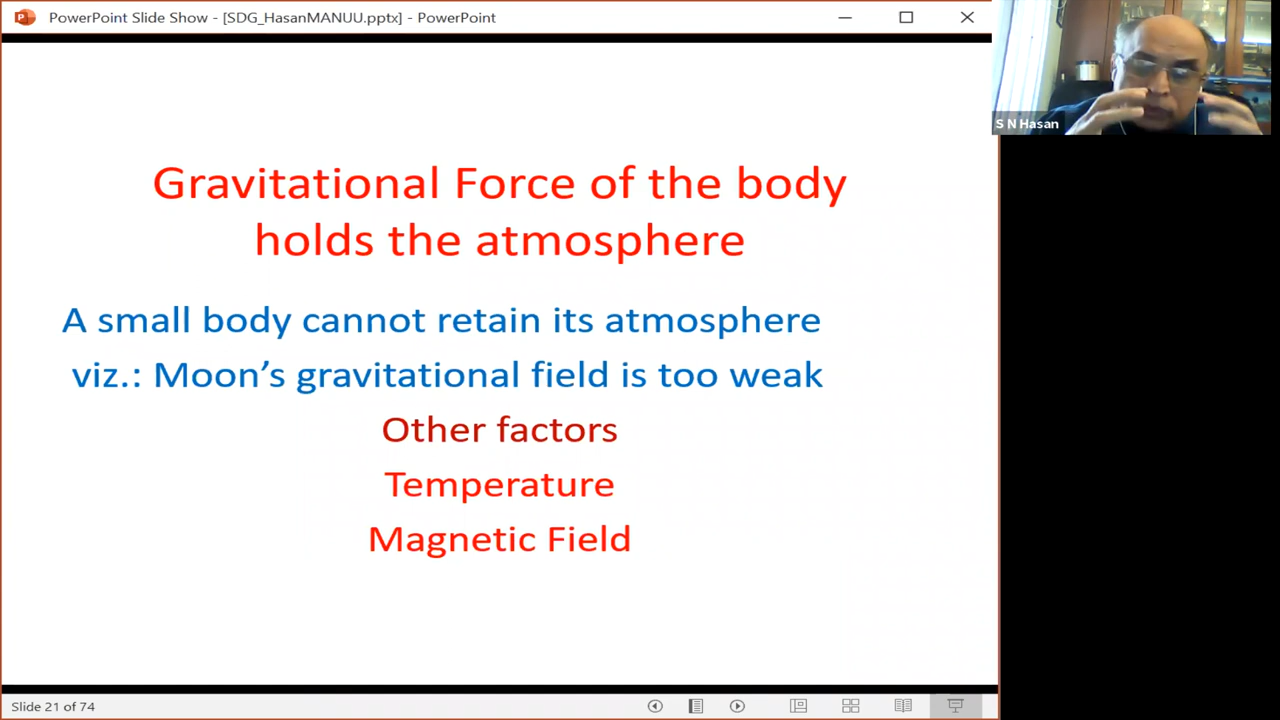 PowerPoint Slide Show - [SDG_HasanMANUU.pptx] - PowerPoint
S N Hasan
Gravitational Force of the body
holds the atmosphere
A small body cannot retain its atmosphere
viz.: Moon’s gravitational field is too weak
Other factors
Temperature
Magnetic Field
Slide 21 of 74